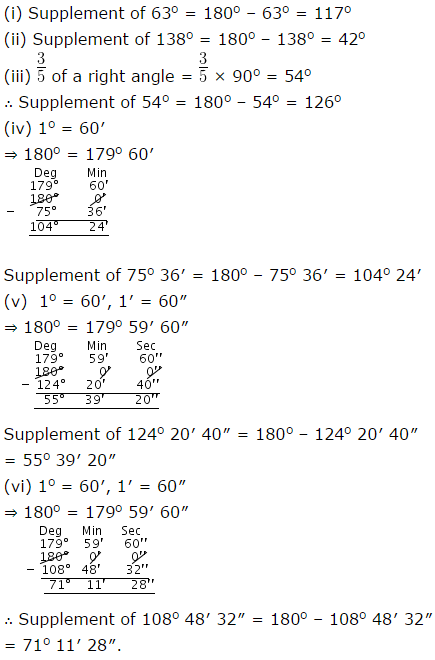 (i) Supplement of 63° = 180° – 63° = 117°
(ii) Supplement of 138° = 180° – 138° = 42°
(iii) 3/5 of a right angle = 3/5 × 90° = 54°
∴ Supplement of 54° = 180° – 54° = 126°
(iv) 1° = 60′
⇒ 180° = 179° 60′
Deg Min
179° 60′
180° 0′
– 75° 36′
104° 24′
Supplement of 75° 36′ = 180° – 75° 36′ = 104° 24′
(v) 1° = 60′, 1′ = 60″
⇒ 180° = 179° 59′ 60″
Deg Min Sec
179° 59′ 60″
180° 0′ 0″
– 124° 20′ 40″
55° 39′ 20″
Supplement of 124° 20′ 40″ = 180° – 124° 20′ 40″
= 55° 39′ 20″
(vi) 1° = 60′, 1′ = 60″
⇒ 180° = 179° 59′ 60″
Deg Min Sec
179° 59′ 60″
180° 0′ 0″
– 108° 48′ 32″
71° 11′ 28″
∴ Supplement of 108° 48′ 32″ = 180° – 108° 48′ 32″
= 71° 11′ 28″.